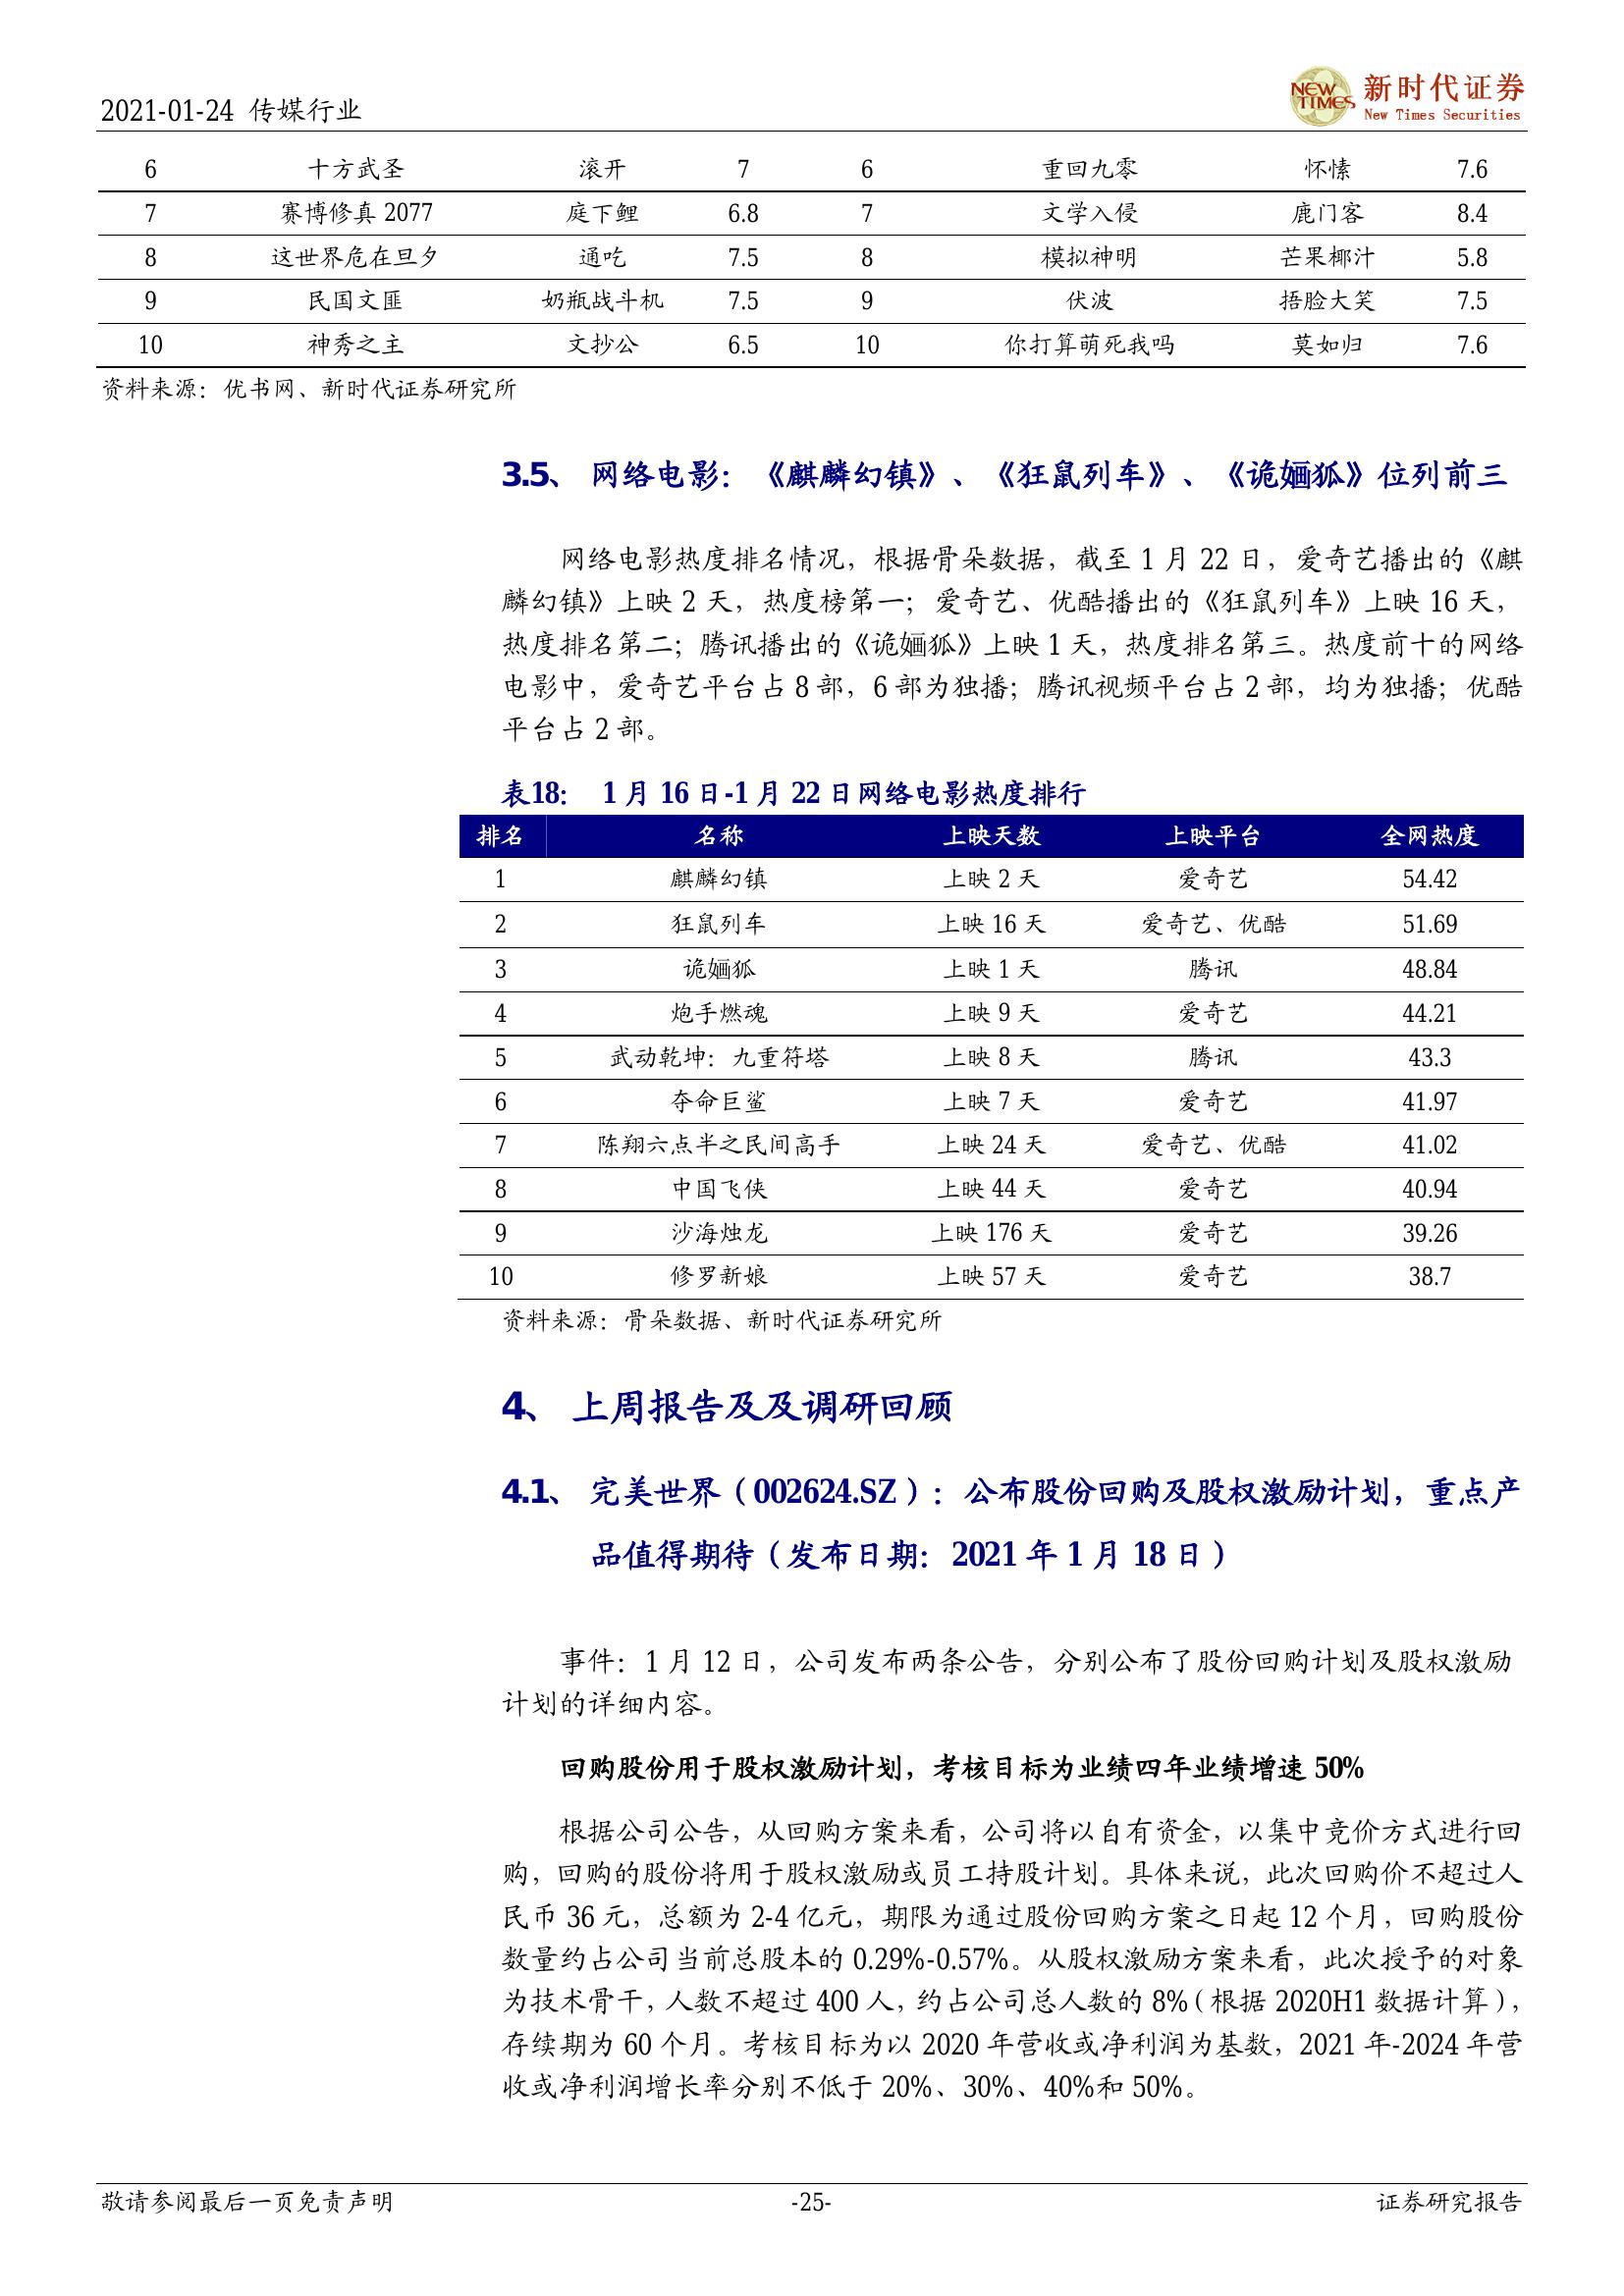 2021-01-24 传媒行业
NEW TIMES 新时代证券
New Times Securities
6 十方武圣 滚开 7 6 重回九零 怀愫 7.6
7 赛博修真 2077 庭下鲤 6.8 7 文学入侵 鹿门客 8.4
8 这世界危在旦夕 通吃 7.5 8 模拟神明 芒果椰汁 5.8
9 民国文匪 奶瓶战斗机 7.5 9 伏波 捂脸大笑 7.5
10 神秀之主 文抄公 6.5 10 你打算萌死我吗 莫如归 7.6
资料来源：优书网、新时代证券研究所
3.5、 网络电影：《麒麟幻镇》、《狂鼠列车》、《诡婳狐》位列前三
网络电影热度排名情况，根据骨朵数据，截至 1 月 22 日，爱奇艺播出的《麒
麟幻镇》上映 2 天，热度榜第一；爱奇艺、优酷播出的《狂鼠列车》上映 16 天，
热度排名第二；腾讯播出的《诡婳狐》上映 1 天，热度排名第三。热度前十的网络
电影中，爱奇艺平台占 8 部，6 部为独播；腾讯视频平台占 2 部，均为独播；优酷
平台占 2 部。
表18： 1 月 16 日-1 月 22 日网络电影热度排行
排名 名称 上映天数 上映平台 全网热度
1 麒麟幻镇 上映 2 天 爱奇艺 54.42
2 狂鼠列车 上映 16 天 爱奇艺、优酷 51.69
3 诡婳狐 上映 1 天 腾讯 48.84
4 炮手燃魂 上映 9 天 爱奇艺 44.21
5 武动乾坤：九重符塔 上映 8 天 腾讯 43.3
6 夺命巨鲨 上映 7 天 爱奇艺 41.97
7 陈翔六点半之民间高手 上映 24 天 爱奇艺、优酷 41.02
8 中国飞侠 上映 44 天 爱奇艺 40.94
9 沙海烛龙 上映 176 天 爱奇艺 39.26
10 修罗新娘 上映 57 天 爱奇艺 38.7
资料来源：骨朵数据、新时代证券研究所
4、 上周报告及及调研回顾
4.1、 完美世界（002624.SZ）：公布股份回购及股权激励计划，重点产
品值得期待（发布日期：2021 年 1 月 18 日）
事件：1 月 12 日，公司发布两条公告，分别公布了股份回购计划及股权激励
计划的详细内容。
回购股份用于股权激励计划，考核目标为业绩四年业绩增速 50%
根据公司公告，从回购方案来看，公司将以自有资金，以集中竞价方式进行回
购，回购的股份将用于股权激励或员工持股计划。具体来说，此次回购价不超过人
民币 36 元，总额为 2-4 亿元，期限为通过股份回购方案之日起 12 个月，回购股份
数量约占公司当前总股本的 0.29%-0.57%。从股权激励方案来看，此次授予的对象
为技术骨干，人数不超过 400 人，约占公司总人数的 8%（根据 2020H1 数据计算），
存续期为 60 个月。考核目标为以 2020 年营收或净利润为基数，2021 年-2024 年营
收或净利润增长率分别不低于 20%、30%、40%和 50%。
敬请参阅最后一页免责声明 -25- 证券研究报告